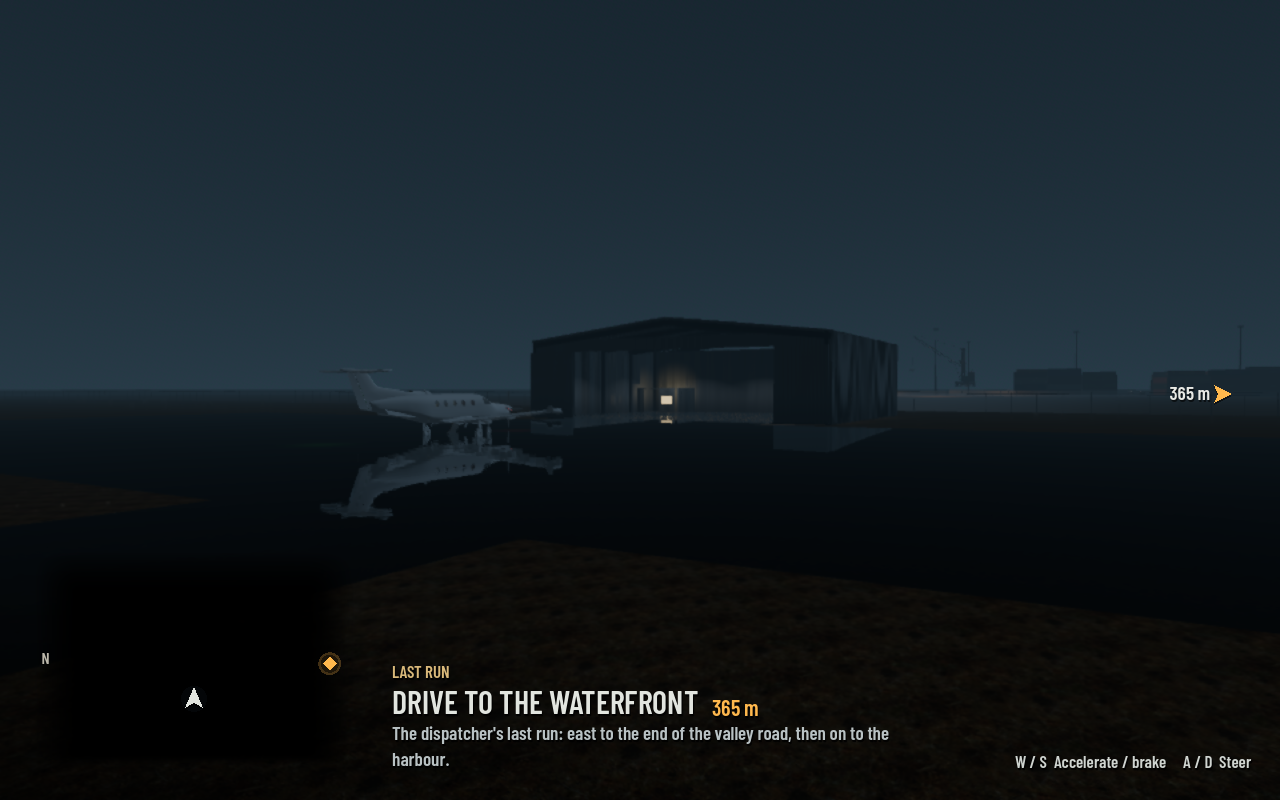 365 m
N
LAST RUN
DRIVE TO THE WATERFRONT 365 m
The dispatcher's last run: east to the end of the valley road, then on to the
harbour.
W / S Accelerate / brake A / D Steer